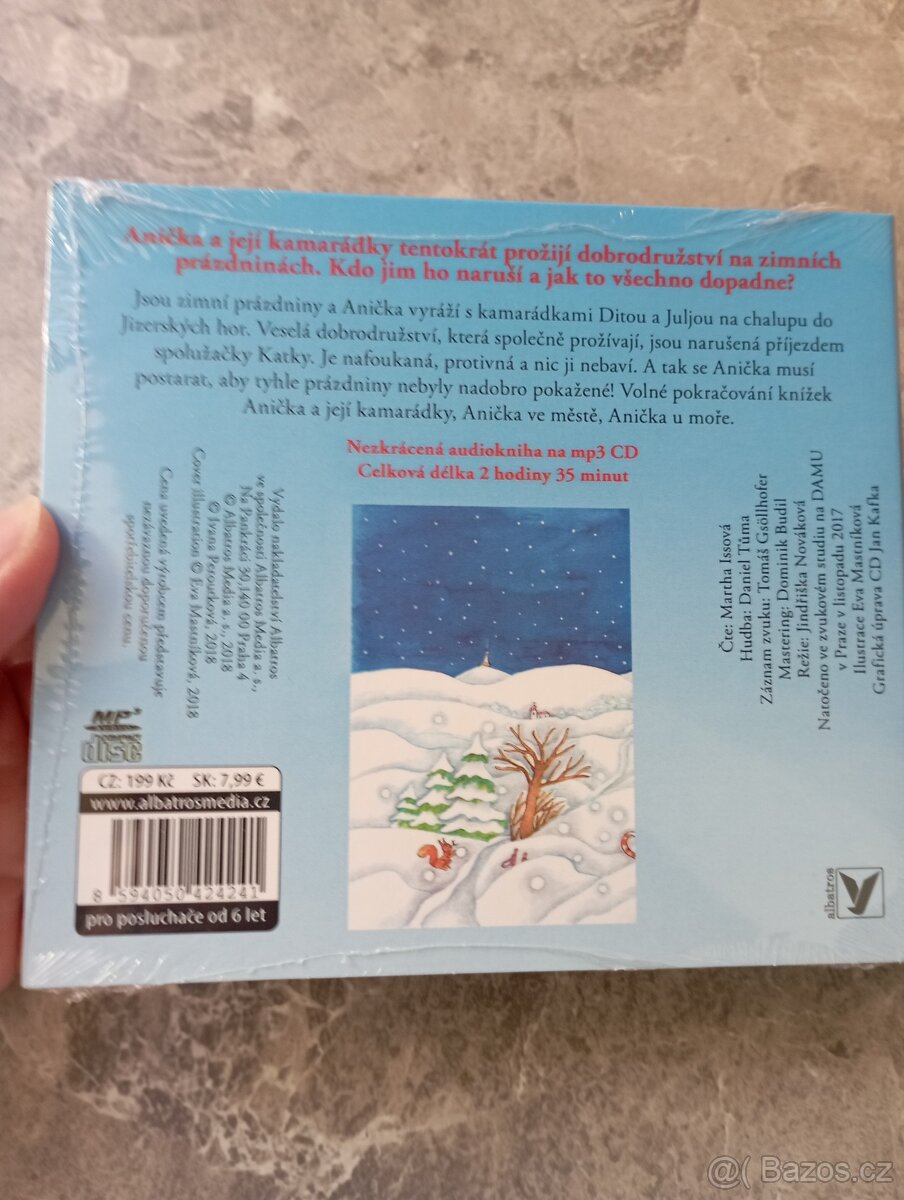 Anička a její kamarádky tentokrát prožijí dobrodružství na zimních
prázdninách. Kdo jim ho naruší a jak to všechno dopadne?
Jsou zimní prázdniny a Anička vyráží s kamarádkami Ditou a Juljou na chalupu do
Jizerských hor. Veselá dobrodružství, která společně prožívají, jsou narušená příjezdem
spolužačky Katky. Je nafoukaná, protivná a nic ji nebaví. A tak se Anička musí
postarat, aby tyhle prázdniny nebyly nadobro pokažené! Volné pokračování knížek
Anička a její kamarádky, Anička ve městě, Anička u moře.
Nezkrácená audiokniha na mp3 CD
Celková délka 2 hodiny 35 minut
Vydalo nakladatelství Albatros
ve společnosti Albatros Media a. s.,
Na Pankráci 30, 140 00 Praha 4
© Albatros Media a. s., 2018
© Ivana Peroutková, 2018
Cover illustration © Eva Mastníková, 2018
Cena uvedená výrobcem představuje
nezávaznou doporučenou
spotřebitelskou cenu.
Čte: Martha Issová
Hudba: Daniel Tůma
Záznam zvuku: Tomáš Gsöllhofer
Mastering: Dominik Budil
Režie: Jindřiška Nováková
Natočeno ve zvukovém studiu na DAMU
v Praze v listopadu 2017
Ilustrace Eva Mastníková
Grafická úprava CD Jan Kafka
MP3
COMPACT
disc
CZ: 199 Kč SK: 7,99 €
www.albatrosmedia.cz
8 594050 424241
pro posluchače od 6 let
albatros
@( Bazos.cz